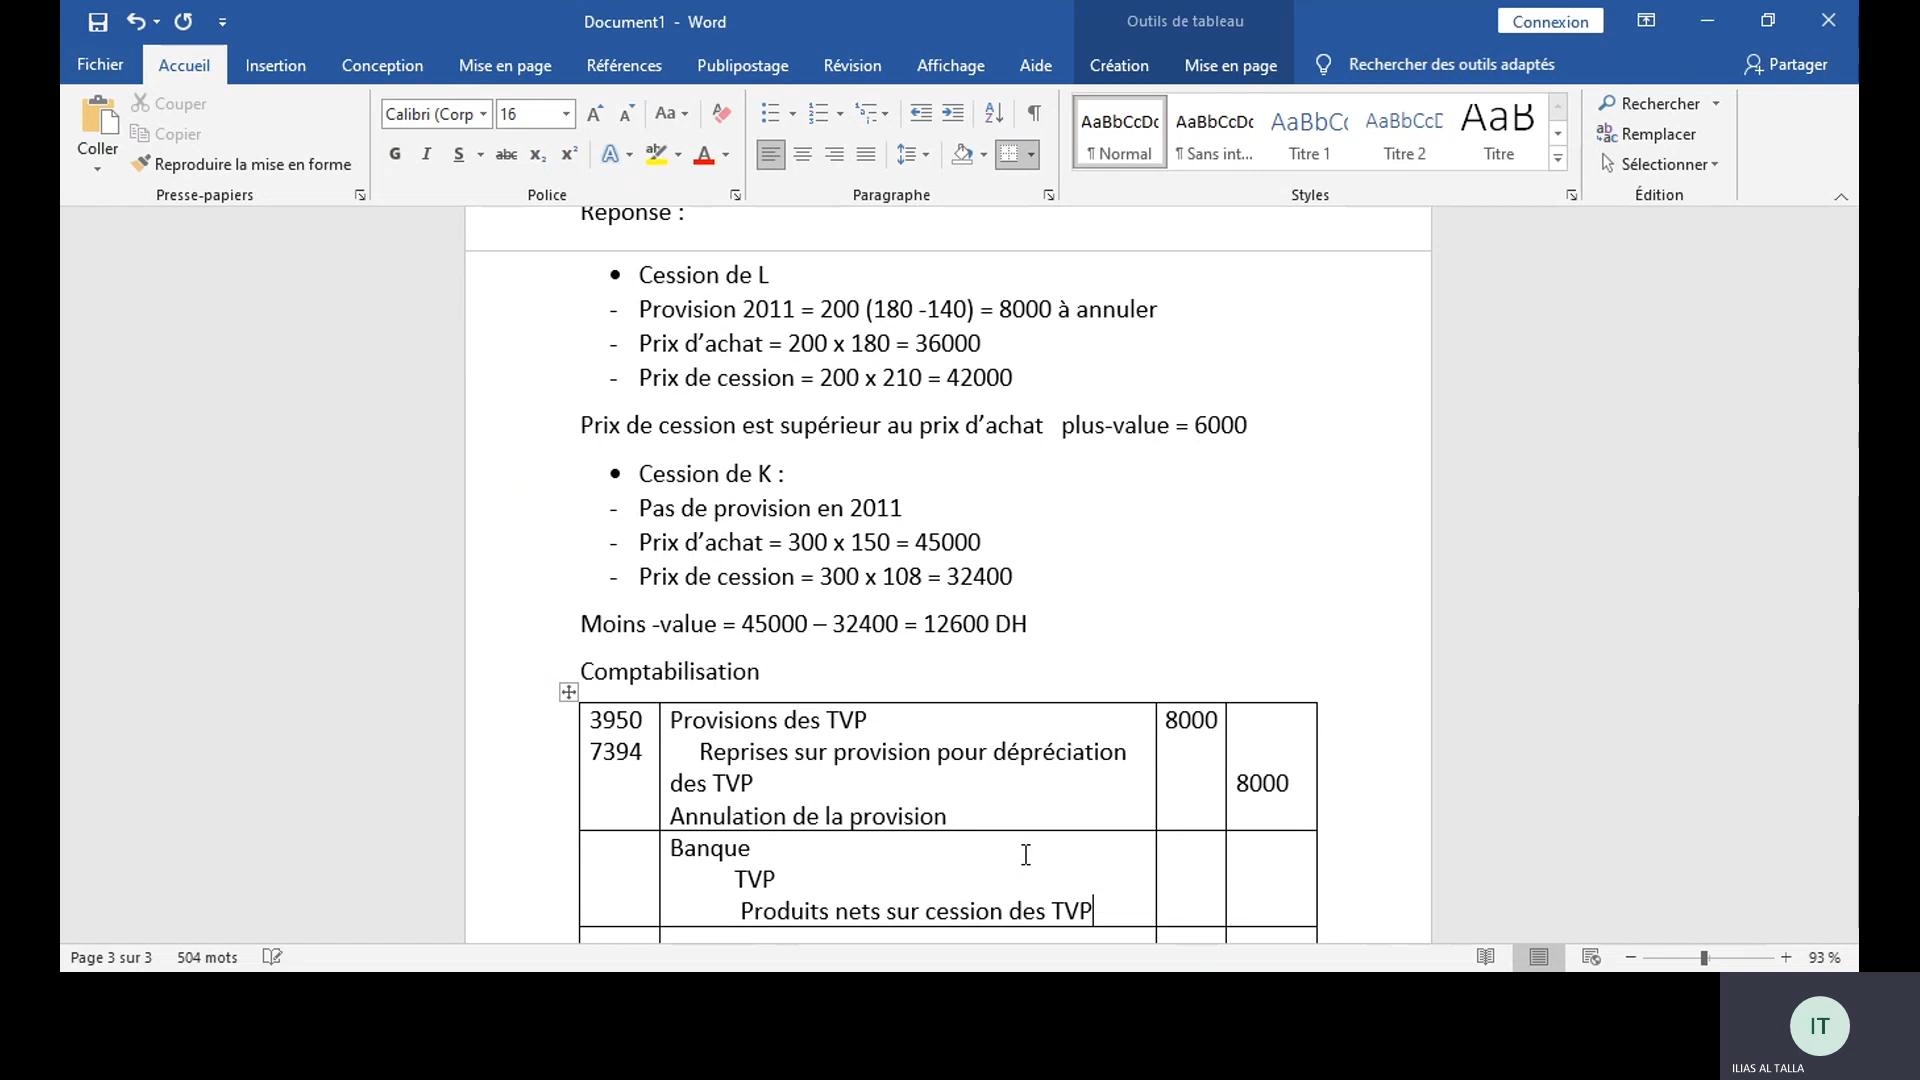 Document1 - Word
Outils de tableau
Connexion
Fichier
Accueil
Insertion
Conception
Mise en page
Références
Publipostage
Révision
Affichage
Aide
Création
Mise en page
Rechercher des outils adaptés
Partager
Coller
Couper
Copier
Reproduire la mise en forme
Presse-papiers
Calibri (Corp
16
Aa
G I S abc x₂ x²
A
Police
Paragraphe
AaBbCcDc
¶ Normal
AaBbCcDc
¶ Sans int...
AaBbCc
Titre 1
AaBbCcD
Titre 2
AaB
Titre
Styles
Rechercher
Remplacer
Sélectionner
Édition
Réponse :
• Cession de L
- Provision 2011 = 200 (180 -140) = 8000 à annuler
- Prix d’achat = 200 x 180 = 36000
- Prix de cession = 200 x 210 = 42000
Prix de cession est supérieur au prix d’achat plus-value = 6000
• Cession de K :
- Pas de provision en 2011
- Prix d’achat = 300 x 150 = 45000
- Prix de cession = 300 x 108 = 32400
Moins -value = 45000 – 32400 = 12600 DH
Comptabilisation
3950 Provisions des TVP 8000
7394 Reprises sur provision pour dépréciation
des TVP 8000
Annulation de la provision
Banque
TVP
Produits nets sur cession des TVP
Page 3 sur 3
504 mots
93 %
IT
ILIAS AL TALLA